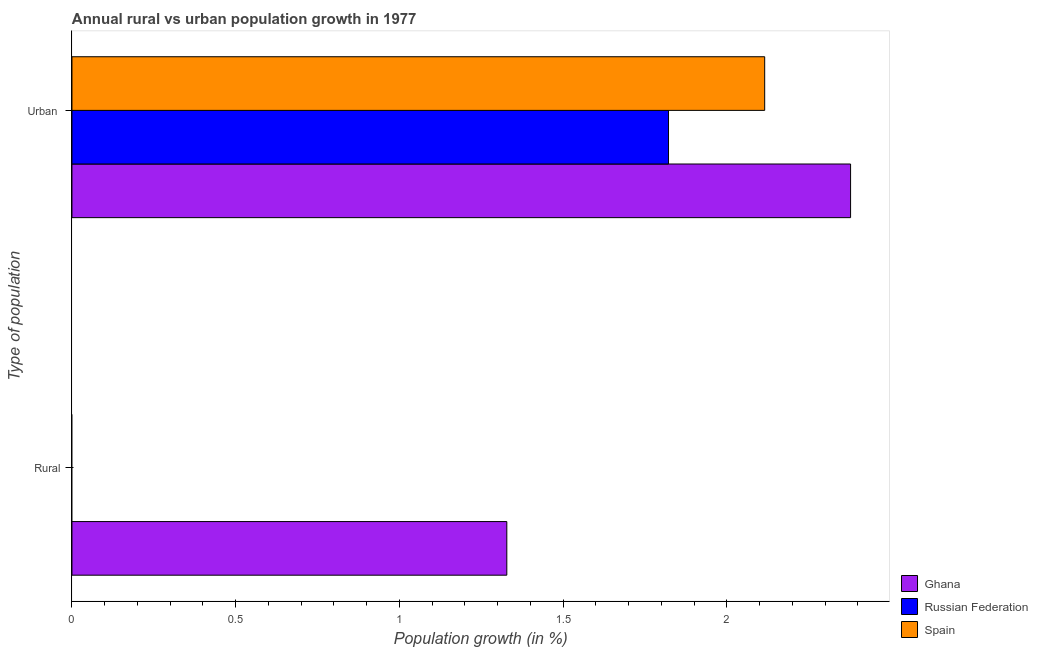 Annual rural vs urban population growth in 1977
Type of population
Urban
Rural
0
0.5
1
1.5
2
Population growth (in %)
Ghana
Russian Federation
Spain